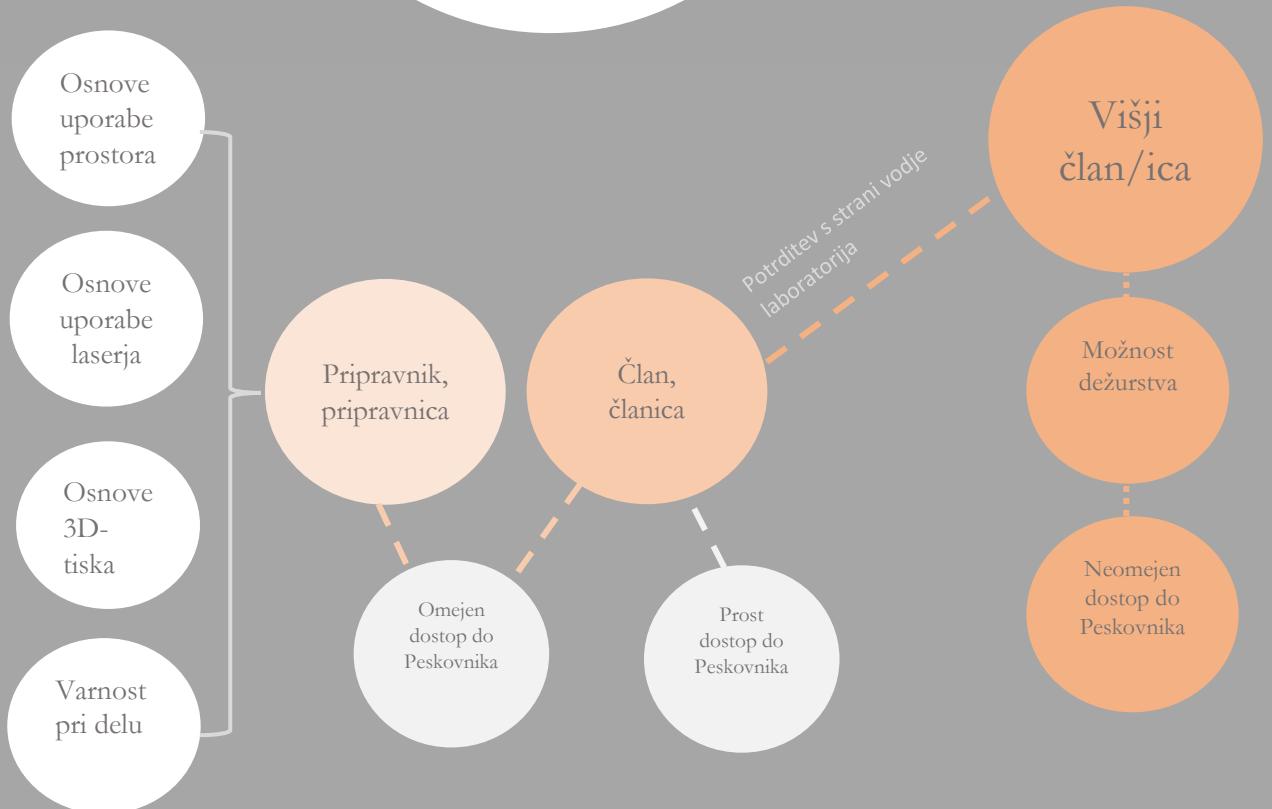 Osnove
uporabe
prostora
Osnove
uporabe
laserja
Osnove
3D-
tiska
Varnost
pri delu
Pripravnik,
pripravnica
Član,
članica
Omejen
dostop do
Peskovnika
Prost
dostop do
Peskovnika
Potrditev s strani vodje
laboratorija
Višji
član/ica
Možnost
dežurstva
Neomejen
dostop do
Peskovnika